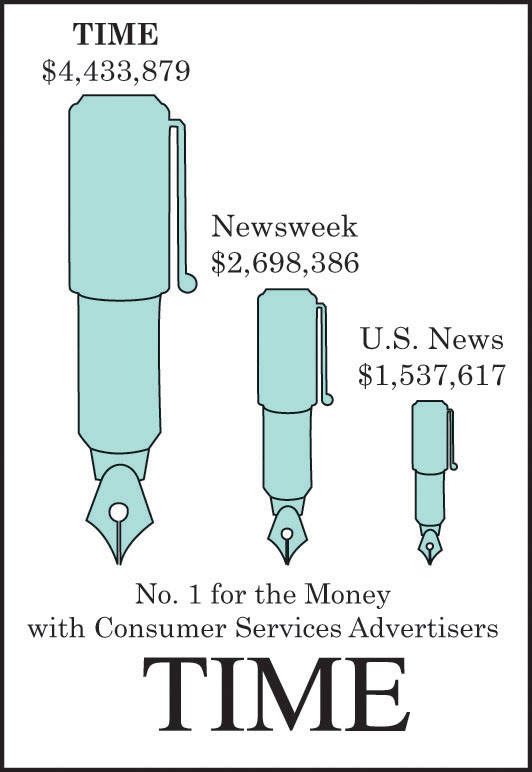 TIME
$4,433,879
Newsweek
$2,698,386
U.S. News
$1,537,617
No. 1 for the Money
with Consumer Services Advertisers
TIME